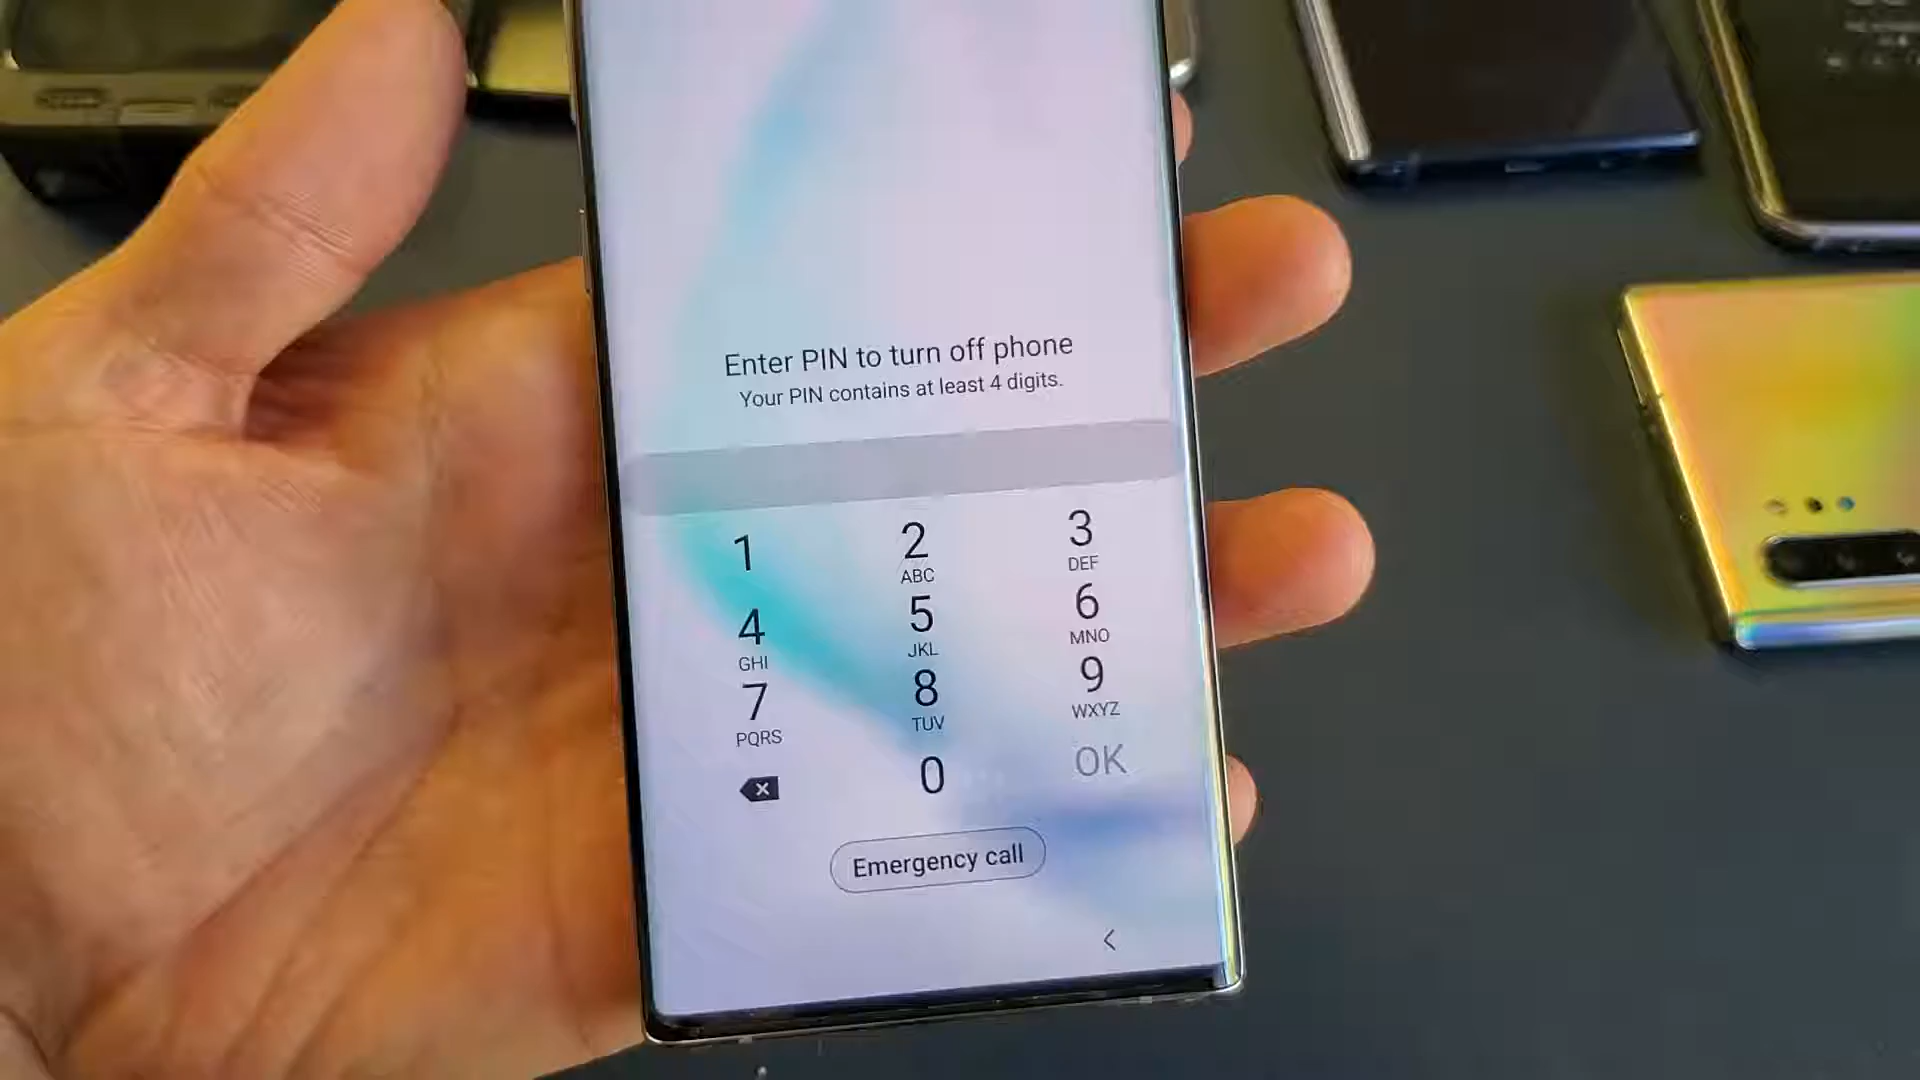 Enter PIN to turn off phone
Your PIN contains at least 4 digits.
1 2 3
ABC DEF
4 5 6
GHI JKL MNO
7 8 9
PQRS TUV WXYZ
0 OK
Emergency call